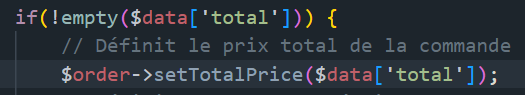 if(!empty($data['total'])) {
// Définit le prix total de la commande
$order->setTotalPrice($data['total']);